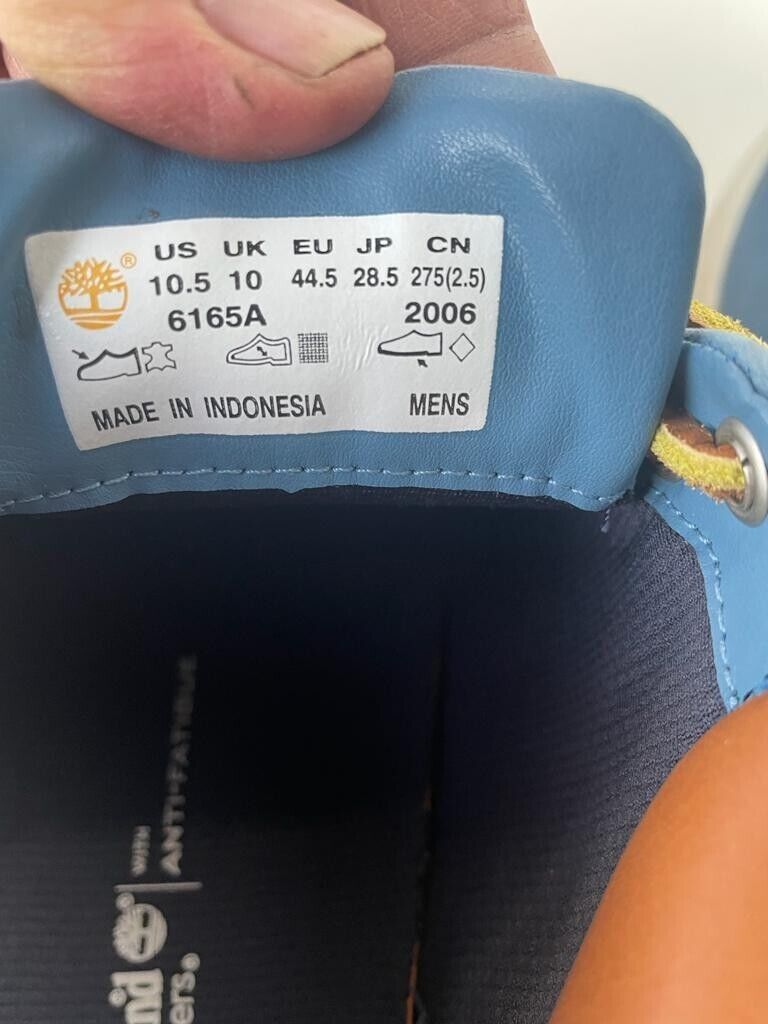 US UK EU JP CN
10.5 10 44.5 28.5 275(2.5)
6165A 2006
MADE IN INDONESIA MENS
WITH
ANTI-FATIGUE